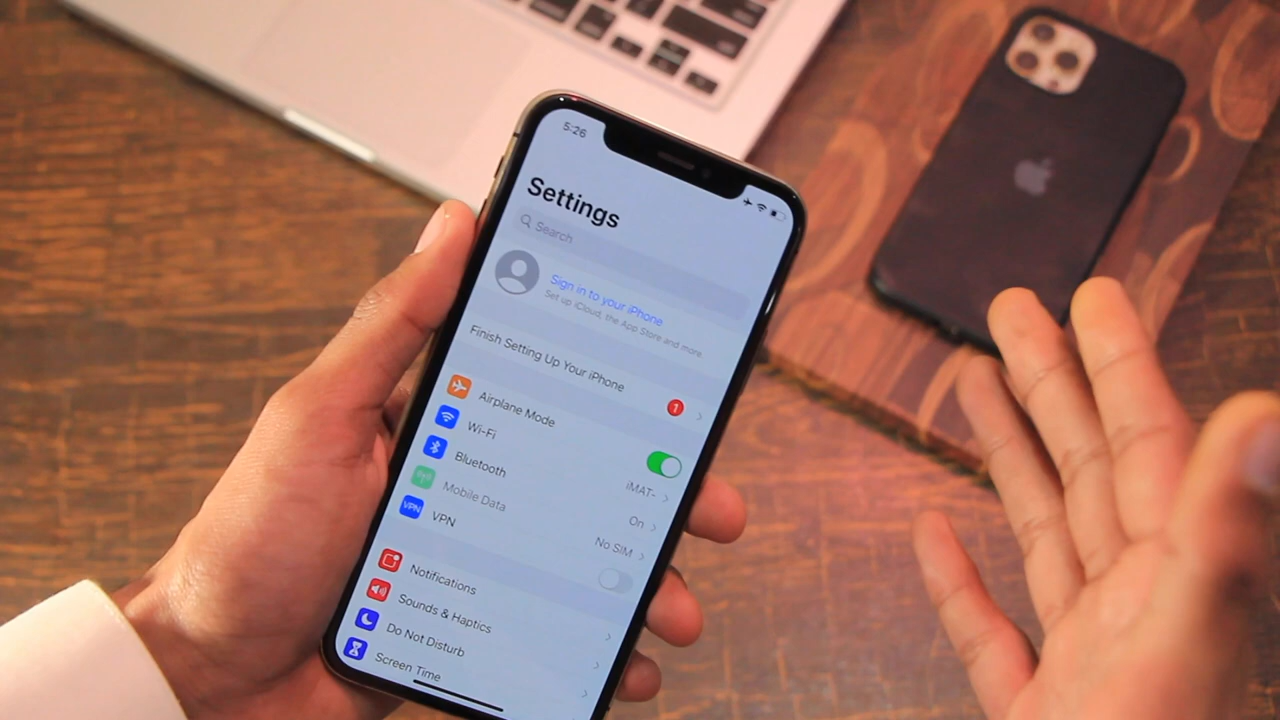 5:26
Settings
Search
Sign in to your iPhone
Set up iCloud, the App Store and more.
Finish Setting Up Your iPhone 1
Airplane Mode
Wi-Fi iMAT-
Bluetooth On
Mobile Data No SIM
VPN VPN
Notifications
Sounds & Haptics
Do Not Disturb
Screen Time